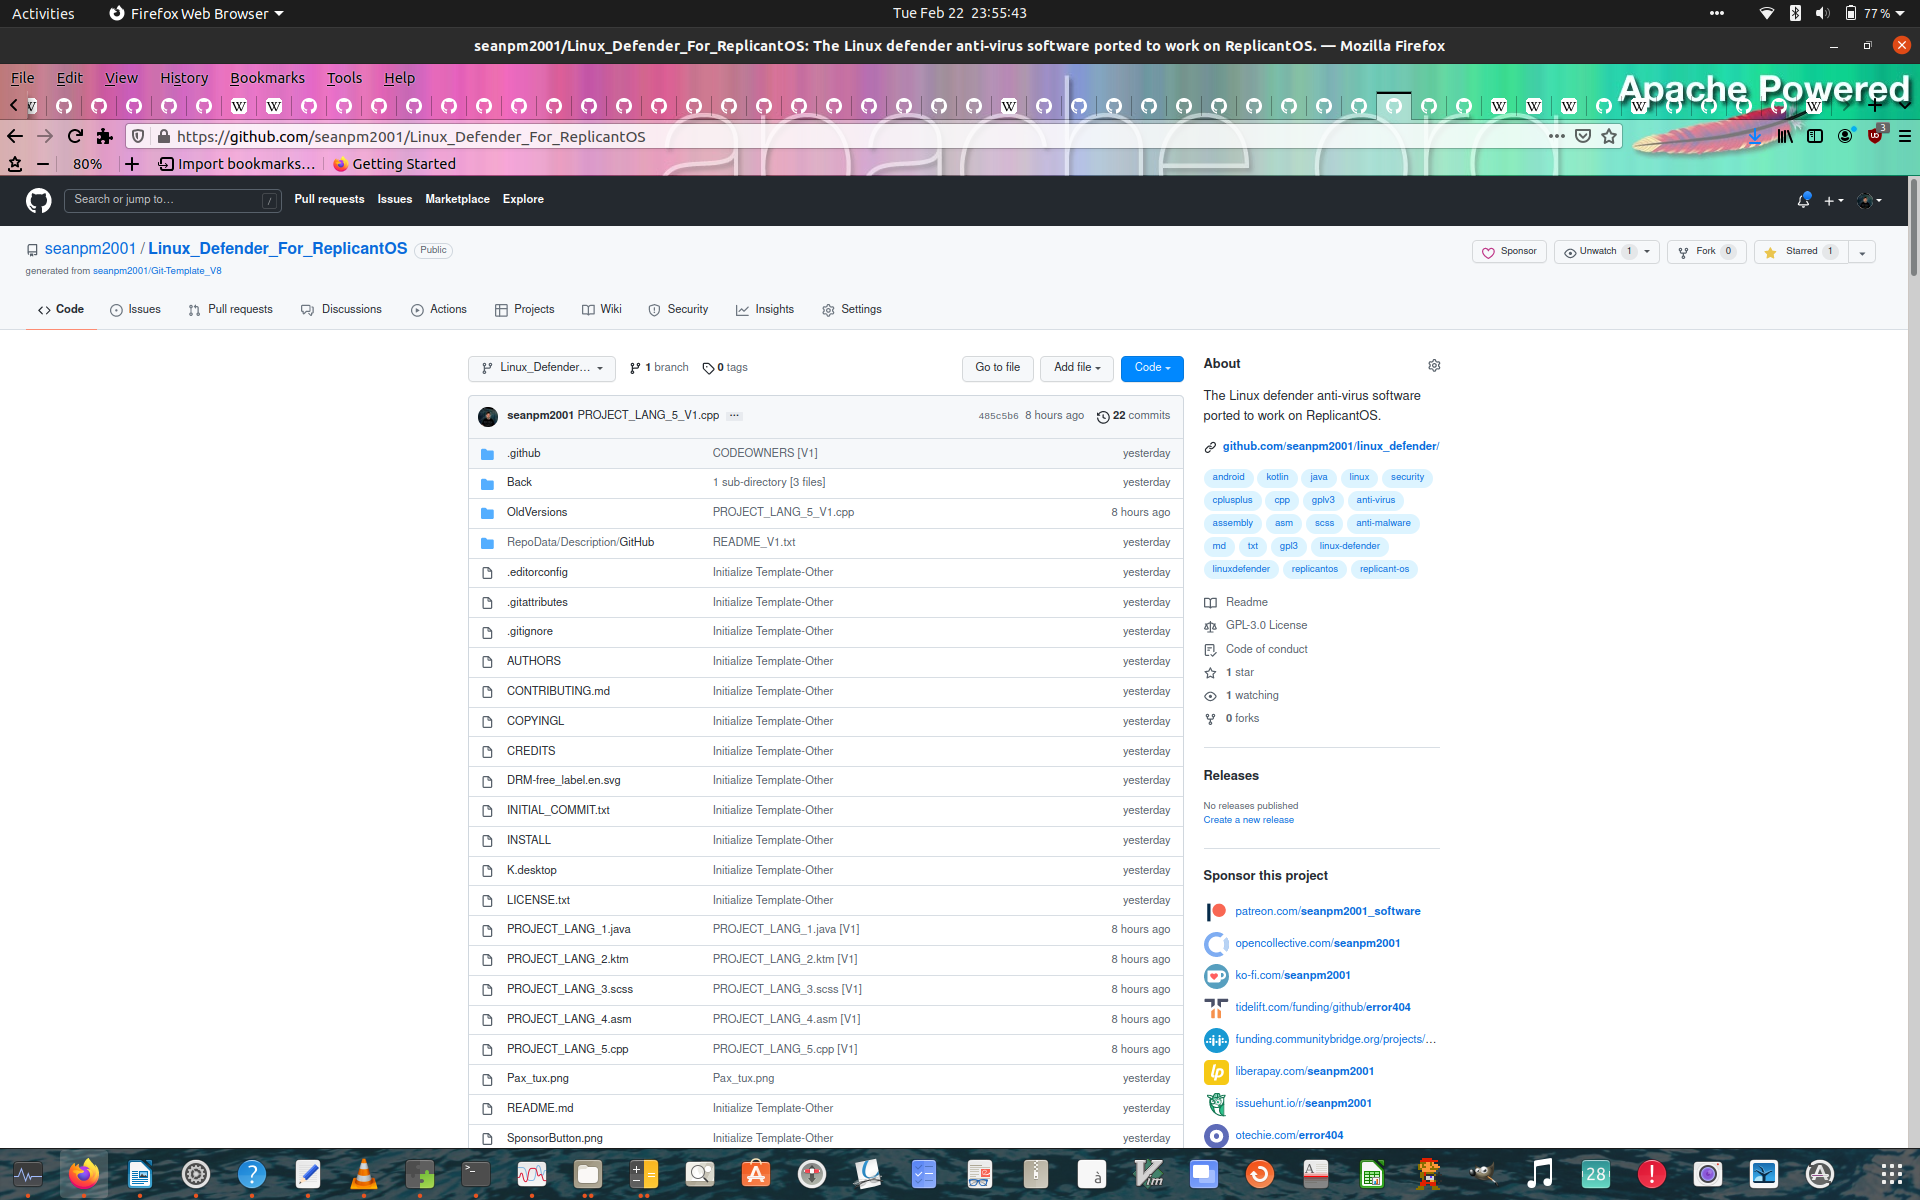 Activities Firefox Web Browser Tue Feb 22 23:55:43 77 %
seanpm2001/Linux_Defender_For_ReplicantOS: The Linux defender anti-virus software ported to work on ReplicantOS. — Mozilla Firefox
File Edit View History Bookmarks Tools Help
Apache Powered
https://github.com/seanpm2001/Linux_Defender_For_ReplicantOS 3
80% Import bookmarks... Getting Started
Search or jump to... / Pull requests Issues Marketplace Explore
seanpm2001 / Linux_Defender_For_ReplicantOS Public Sponsor Unwatch 1 Fork 0 Starred 1
generated from seanpm2001/Git-Template_V8
Code Issues Pull requests Discussions Actions Projects Wiki Security Insights Settings
Linux_Defender... 1 branch 0 tags Go to file Add file Code
seanpm2001 PROJECT_LANG_5_V1.cpp ... 485c5b6 8 hours ago 22 commits
.github CODEOWNERS [V1] yesterday
Back 1 sub-directory [3 files] yesterday
OldVersions PROJECT_LANG_5_V1.cpp 8 hours ago
RepoData/Description/GitHub README_V1.txt yesterday
.editorconfig Initialize Template-Other yesterday
.gitattributes Initialize Template-Other yesterday
.gitignore Initialize Template-Other yesterday
AUTHORS Initialize Template-Other yesterday
CONTRIBUTING.md Initialize Template-Other yesterday
COPYINGL Initialize Template-Other yesterday
CREDITS Initialize Template-Other yesterday
DRM-free_label.en.svg Initialize Template-Other yesterday
INITIAL_COMMIT.txt Initialize Template-Other yesterday
INSTALL Initialize Template-Other yesterday
K.desktop Initialize Template-Other yesterday
LICENSE.txt Initialize Template-Other yesterday
PROJECT_LANG_1.java PROJECT_LANG_1.java [V1] 8 hours ago
PROJECT_LANG_2.ktm PROJECT_LANG_2.ktm [V1] 8 hours ago
PROJECT_LANG_3.scss PROJECT_LANG_3.scss [V1] 8 hours ago
PROJECT_LANG_4.asm PROJECT_LANG_4.asm [V1] 8 hours ago
PROJECT_LANG_5.cpp PROJECT_LANG_5.cpp [V1] 8 hours ago
Pax_tux.png Pax_tux.png yesterday
README.md Initialize Template-Other yesterday
SponsorButton.png Initialize Template-Other yesterday
About
The Linux defender anti-virus software
ported to work on ReplicantOS.
github.com/seanpm2001/linux_defender/
android kotlin java linux security
cplusplus cpp gplv3 anti-virus
assembly asm scss anti-malware
md txt gpl3 linux-defender
linuxdefender replicantos replicant-os
Readme
GPL-3.0 License
Code of conduct
1 star
1 watching
0 forks
Releases
No releases published
Create a new release
Sponsor this project
patreon.com/seanpm2001_software
opencollective.com/seanpm2001
ko-fi.com/seanpm2001
tidelift.com/funding/github/error404
funding.communitybridge.org/projects/...
liberapay.com/seanpm2001
issuehunt.io/r/seanpm2001
otechie.com/error404
28